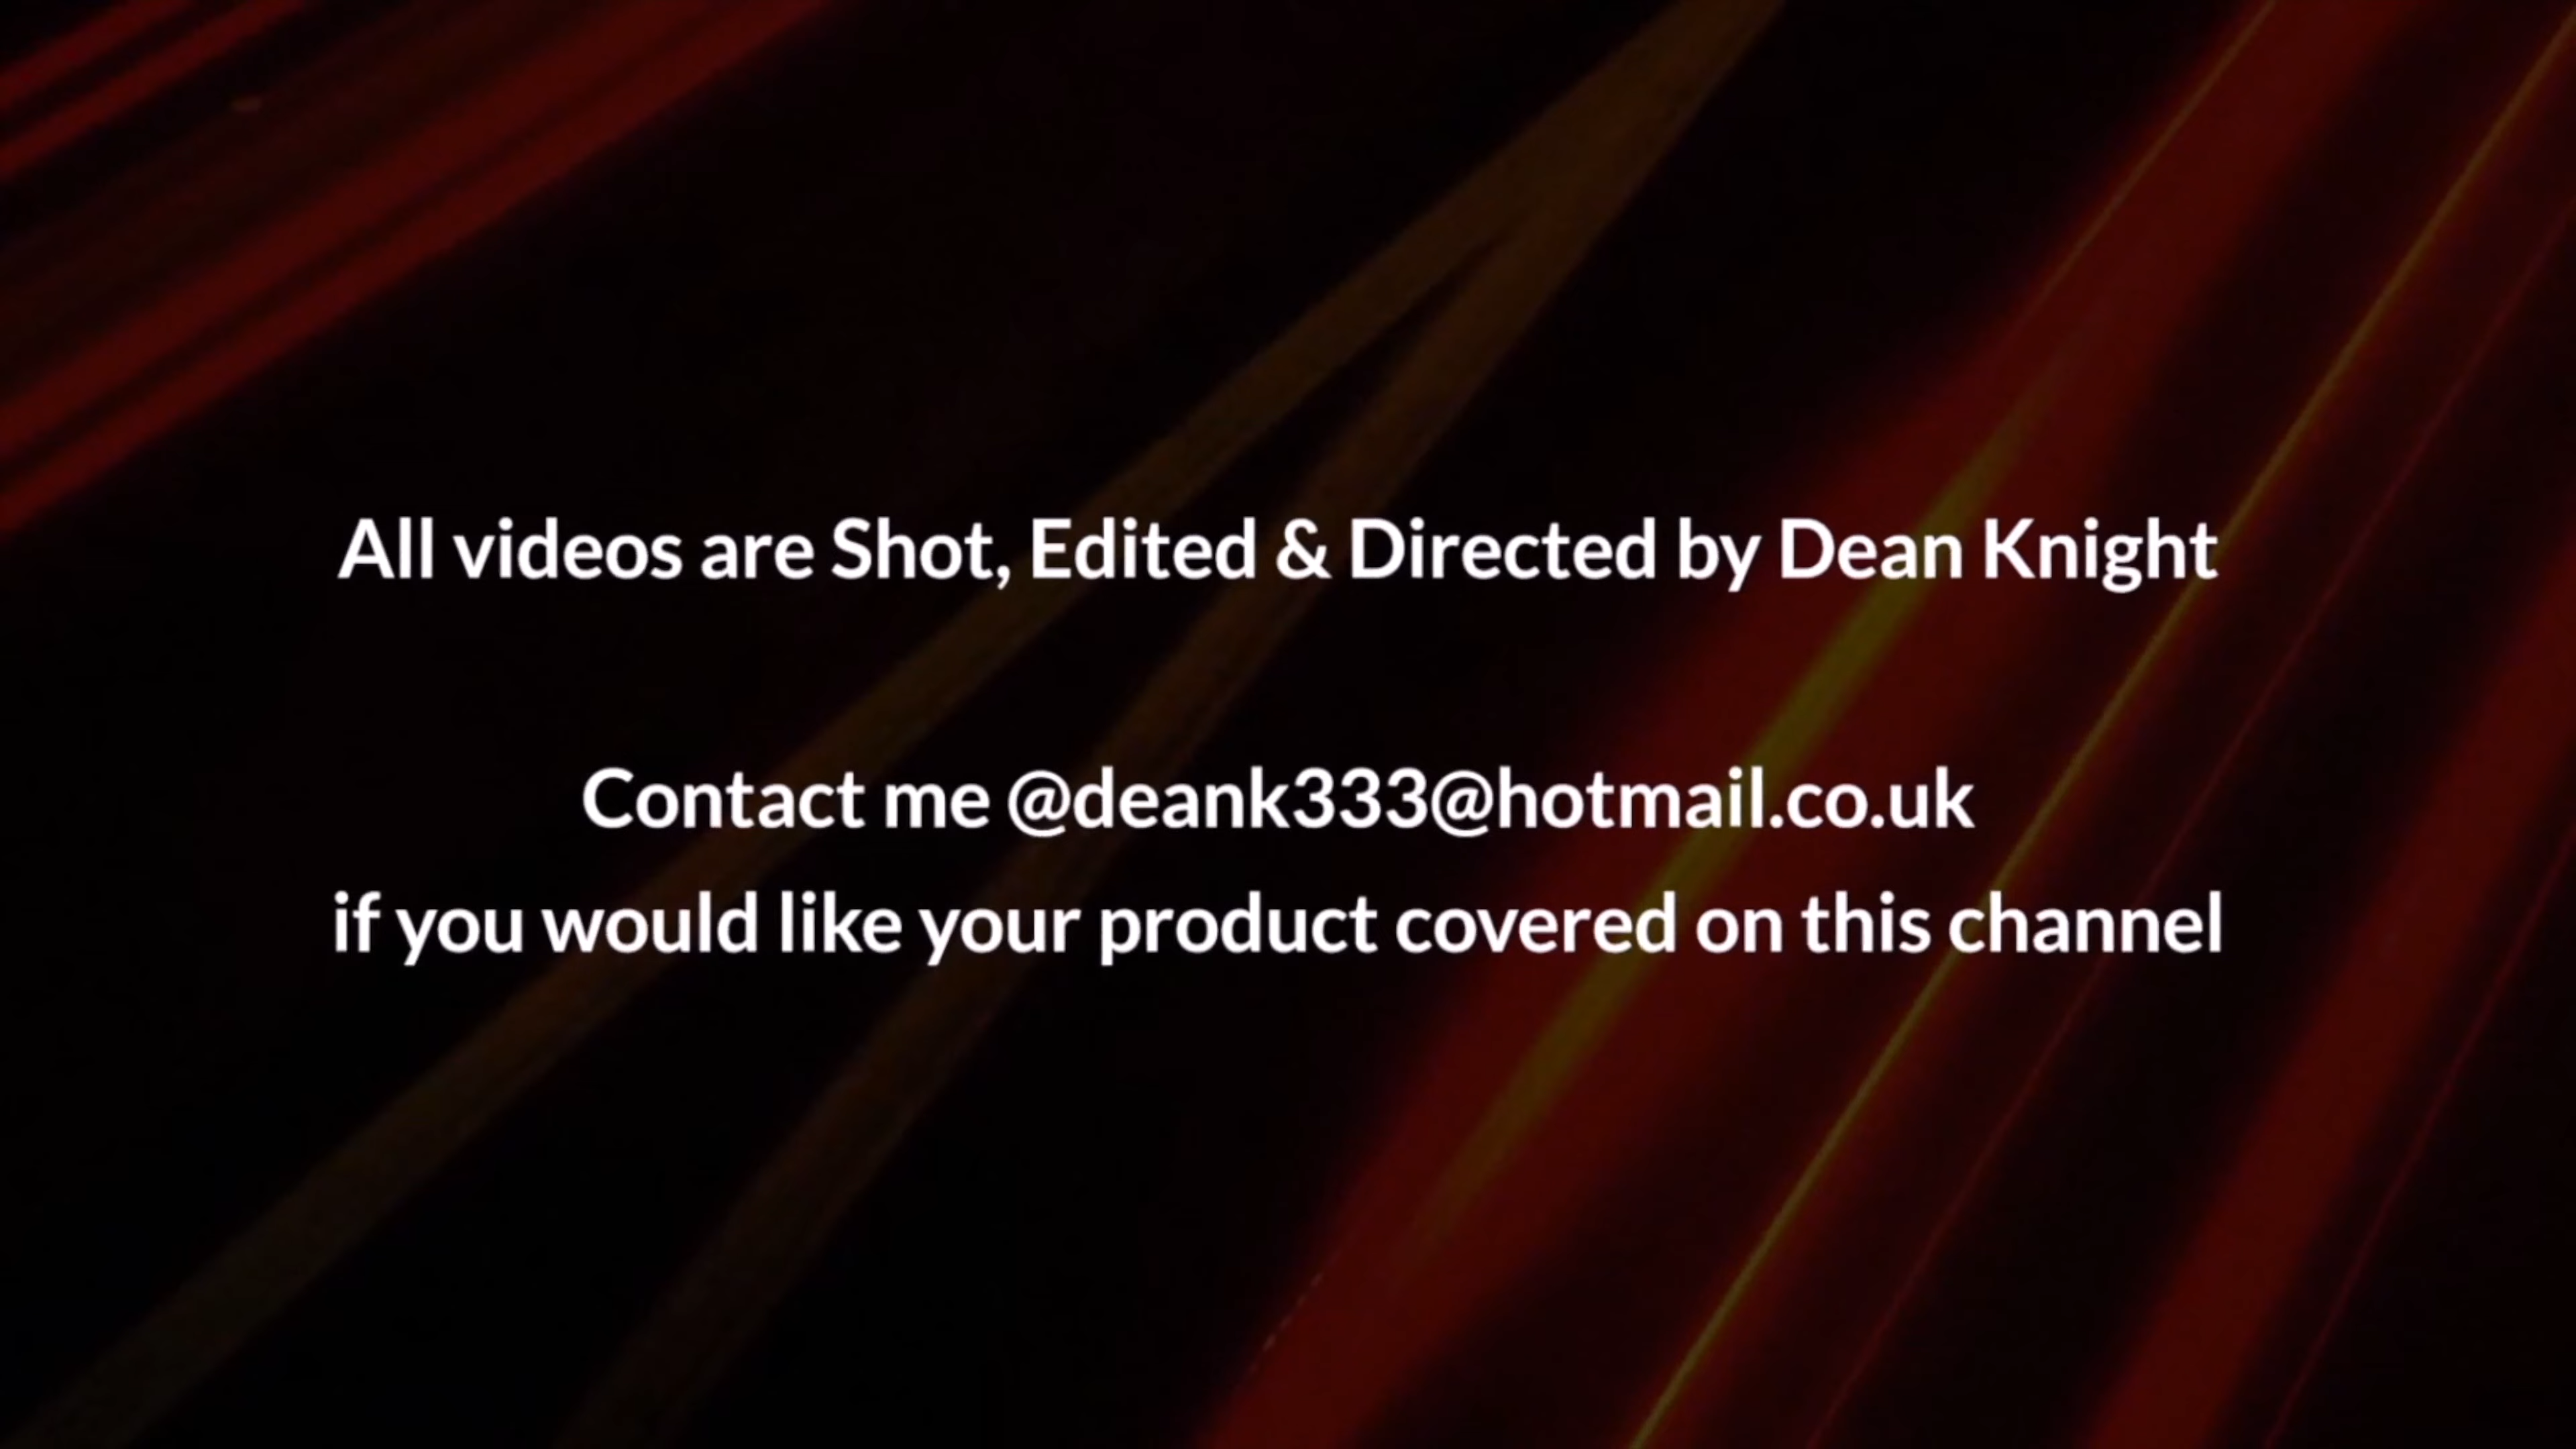 All videos are Shot, Edited & Directed by Dean Knight
Contact me @deank333@hotmail.co.uk
if you would like your product covered on this channel